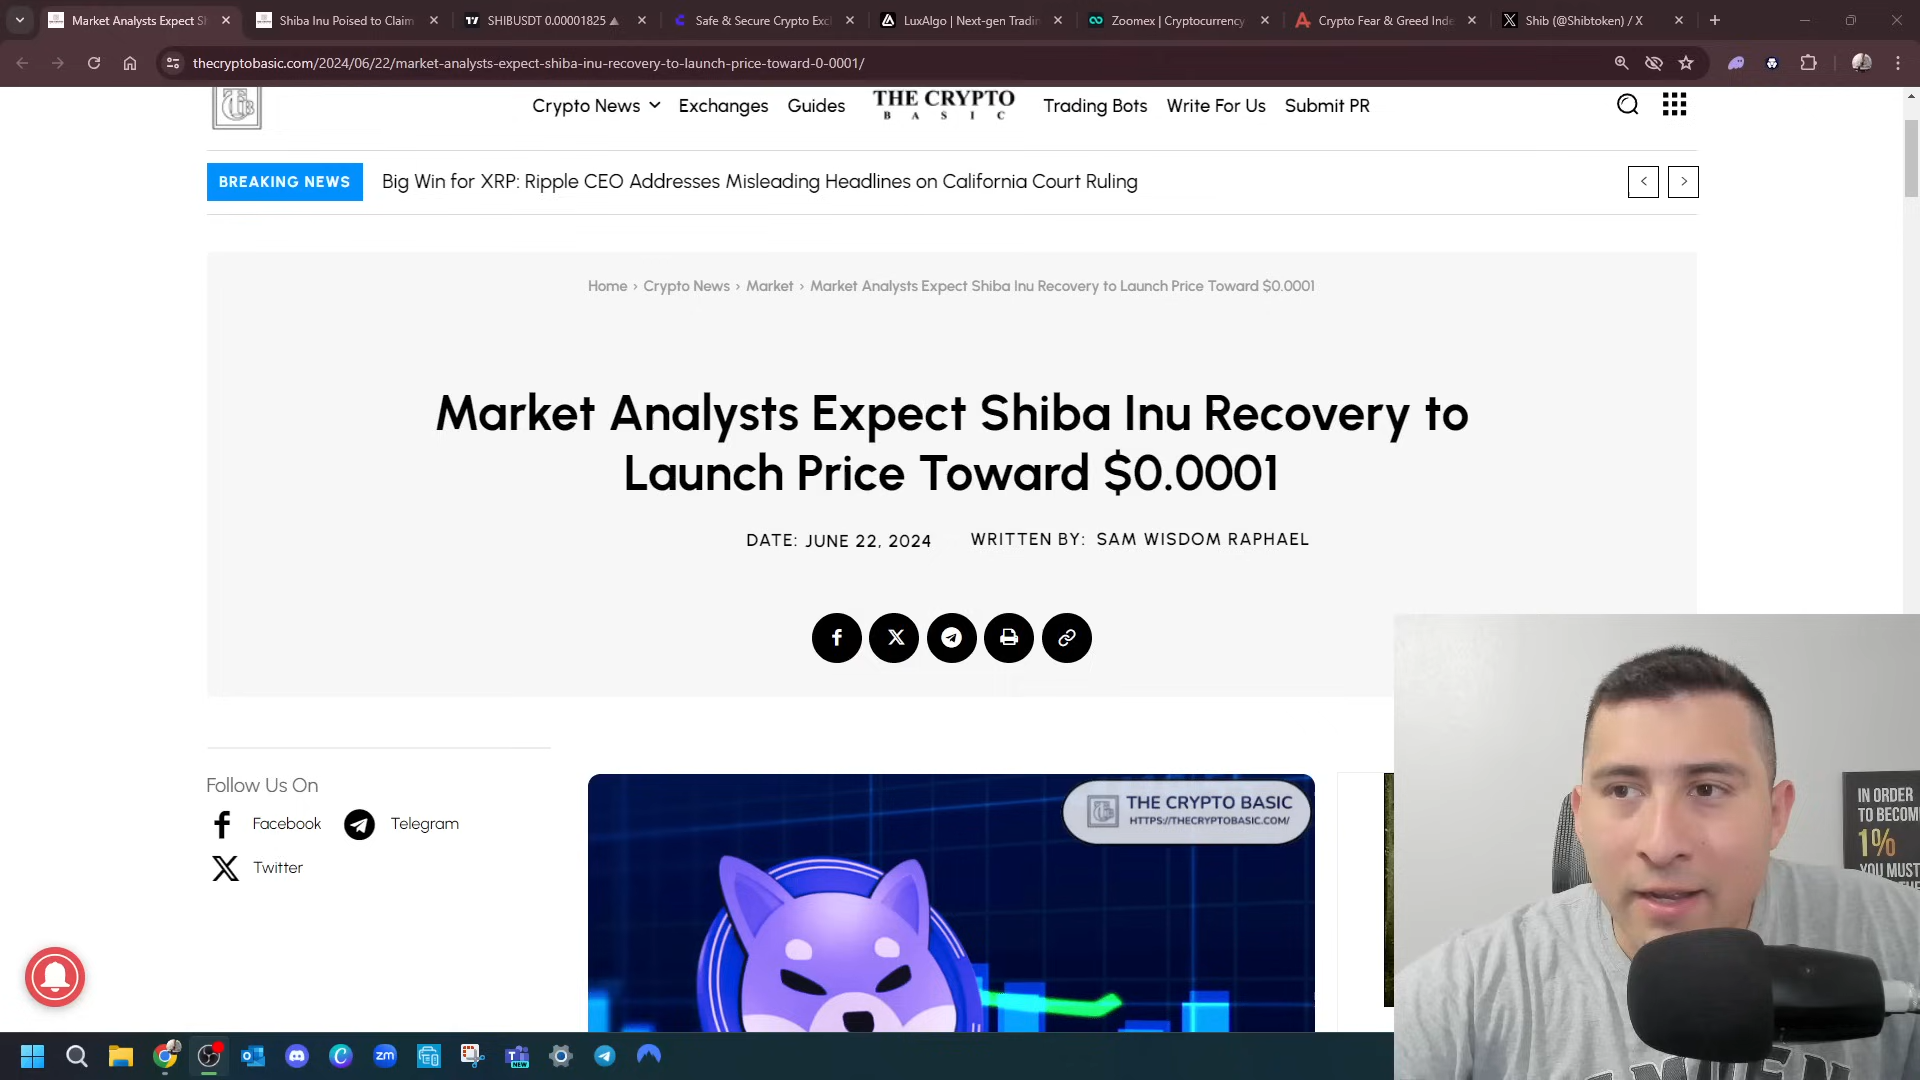 Market Analysts Expect Sh
Shiba Inu Poised to Claim
SHIBUSDT 0.00001825
Safe & Secure Crypto Exc
LuxAlgo | Next-gen Tradin
Zoomex | Cryptocurrency
Crypto Fear & Greed Inde
Shib (@Shibtoken) / X
thecryptobasic.com/2024/06/22/market-analysts-expect-shiba-inu-recovery-to-launch-price-toward-0-0001/
Crypto News
Exchanges
Guides
THE CRYPTO
BASIC
Trading Bots
Write For Us
Submit PR
BREAKING NEWS
Big Win for XRP: Ripple CEO Addresses Misleading Headlines on California Court Ruling
Home › Crypto News › Market › Market Analysts Expect Shiba Inu Recovery to Launch Price Toward $0.0001
Market Analysts Expect Shiba Inu Recovery to
Launch Price Toward $0.0001
DATE: JUNE 22, 2024
WRITTEN BY: SAM WISDOM RAPHAEL
Follow Us On
Facebook
Telegram
Twitter
THE CRYPTO BASIC
HTTPS://THECRYPTOBASIC.COM/
IN ORDER
TO BECOM
1%
YOU MUST
zm
NEW